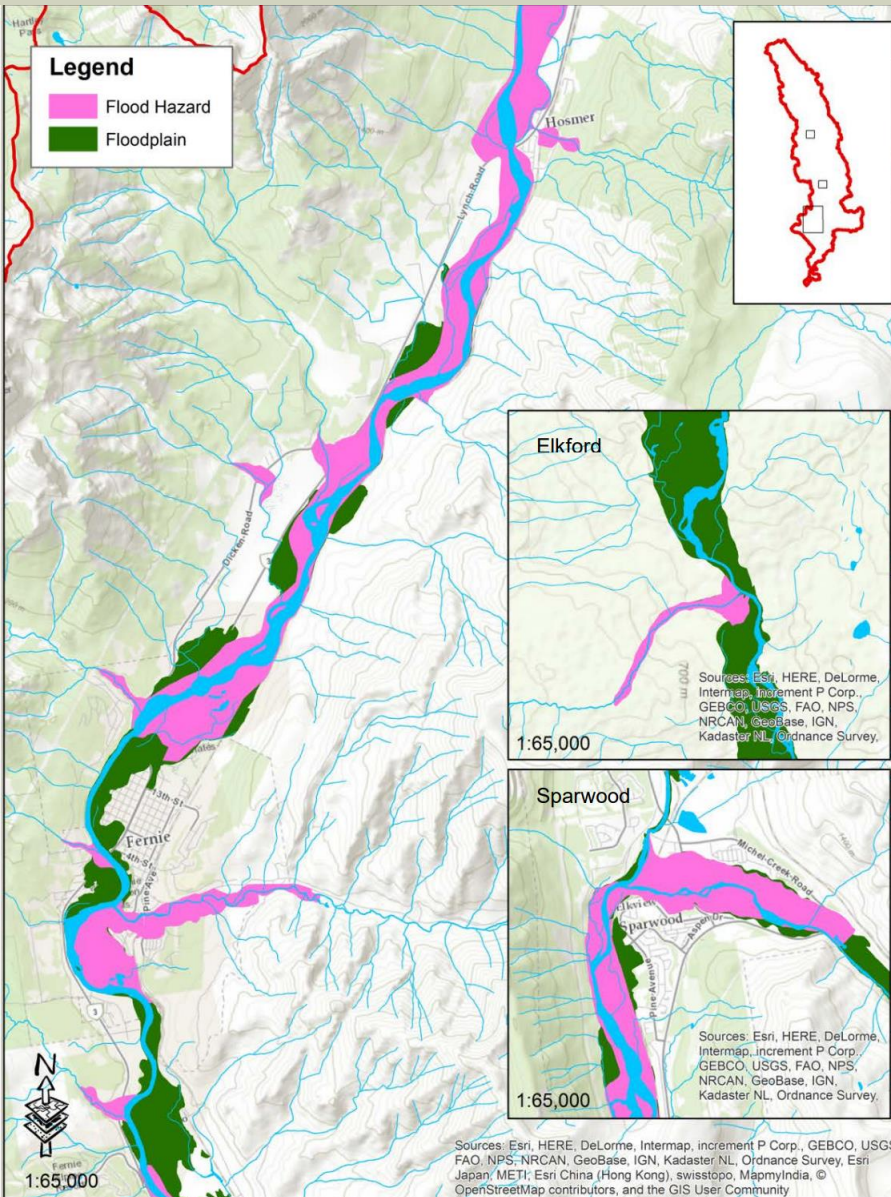 Legend
Flood Hazard
Floodplain
Hosmer
Lynch-Road
Dicken-Road
13th-St
Fernie
4th-St
Pine-Ave
3
N
Fernie
1:65,000
Elkford
700 m
Sources: Esri, HERE, DeLorme,
Intermap, increment P Corp.,
GEBCO, USGS, FAO, NPS,
NRCAN, GeoBase, IGN,
Kadaster NL, Ordnance Survey,
1:65,000
Sparwood
Michel-Creek-Road
Elkview
Sparwood
Aspen-Dr
Pine-Avenue
Sources: Esri, HERE, DeLorme,
Intermap, increment P Corp.,
GEBCO, USGS, FAO, NPS,
NRCAN, GeoBase, IGN,
Kadaster NL, Ordnance Survey,
1:65,000
Sources: Esri, HERE, DeLorme, Intermap, increment P Corp., GEBCO, USGS
FAO, NPS, NRCAN, GeoBase, IGN, Kadaster NL, Ordnance Survey, Esri
Japan, METI, Esri China (Hong Kong), swisstopo, MapmyIndia, ©
OpenStreetMap contributors, and the GIS User Community